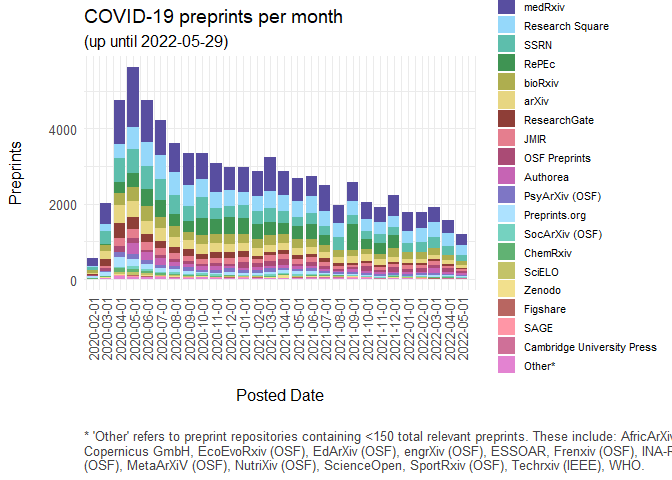 COVID-19 preprints per month
(up until 2022-05-29)
Preprints
4000
2000
0
2020-02-01
2020-03-01
2020-04-01
2020-05-01
2020-06-01
2020-07-01
2020-08-01
2020-09-01
2020-10-01
2020-11-01
2020-12-01
2021-01-01
2021-02-01
2021-03-01
2021-04-01
2021-05-01
2021-06-01
2021-07-01
2021-08-01
2021-09-01
2021-10-01
2021-11-01
2021-12-01
2022-01-01
2022-02-01
2022-03-01
2022-04-01
2022-05-01
Posted Date
medRxiv
Research Square
SSRN
RePEc
bioRxiv
arXiv
ResearchGate
JMIR
OSF Preprints
Authorea
PsyArXiv (OSF)
Preprints.org
SocArXiv (OSF)
ChemRxiv
SciELO
Zenodo
Figshare
SAGE
Cambridge University Press
Other*
* 'Other' refers to preprint repositories containing <150 total relevant preprints. These include: AfricArXi
Copernicus GmbH, EcoEvoRxiv (OSF), EdArXiv (OSF), engrXiv (OSF), ESSOAR, Frenxiv (OSF), INA-R
(OSF), MetaArXiV (OSF), NutriXiv (OSF), ScienceOpen, SportRxiv (OSF), Techrxiv (IEEE), WHO.